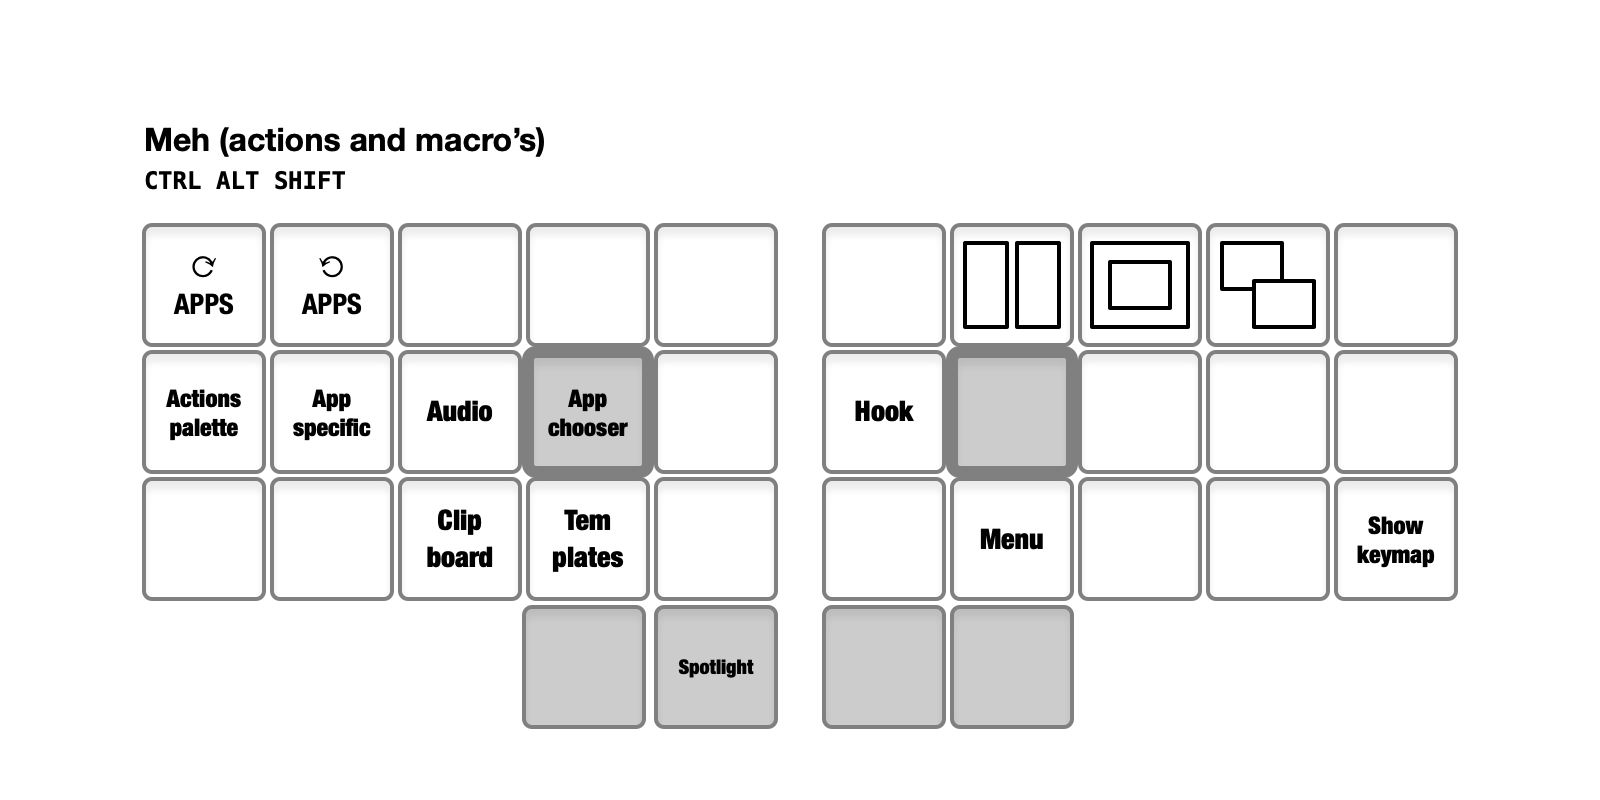 Meh (actions and macro’s)
CTRL ALT SHIFT
APPS
APPS
Actions
palette
App
specific
Audio
App
chooser
Hook
Clip
board
Tem
plates
Menu
Show
keymap
Spotlight